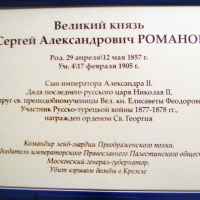 Великий князь
Сергей Александрович РОМАНОВ
Род. 29 апреля\12 мая 1857 г.
Ум. 4\17 февраля 1905 г.
Сын императора Александра II.
Дядя последнего русского царя Николая II,
супруг св. преподобномученицы Вел. кн. Елисаветы Феодоровны
Участник Русско-турецкой войны 1877-1878 гг.,
награжден орденом Св. Георгия
Командир лейб-гвардии Преображенского полка.
председатель императорского Православного Палестинского общества
Московский генерал-губернатор.
Убит взрывом бомбы в Кремле